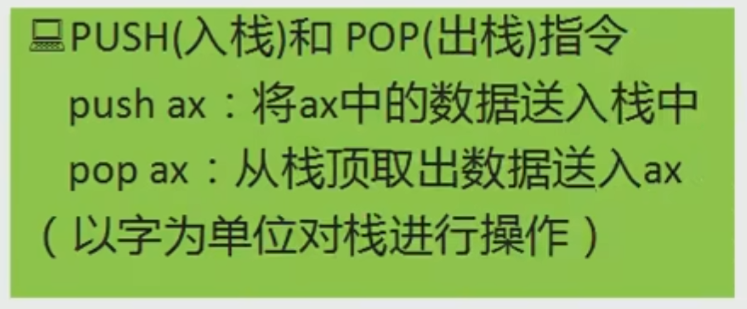 PUSH(入栈)和 POP(出栈)指令
push ax：将ax中的数据送入栈中
pop ax：从栈顶取出数据送入ax
（以字为单位对栈进行操作）